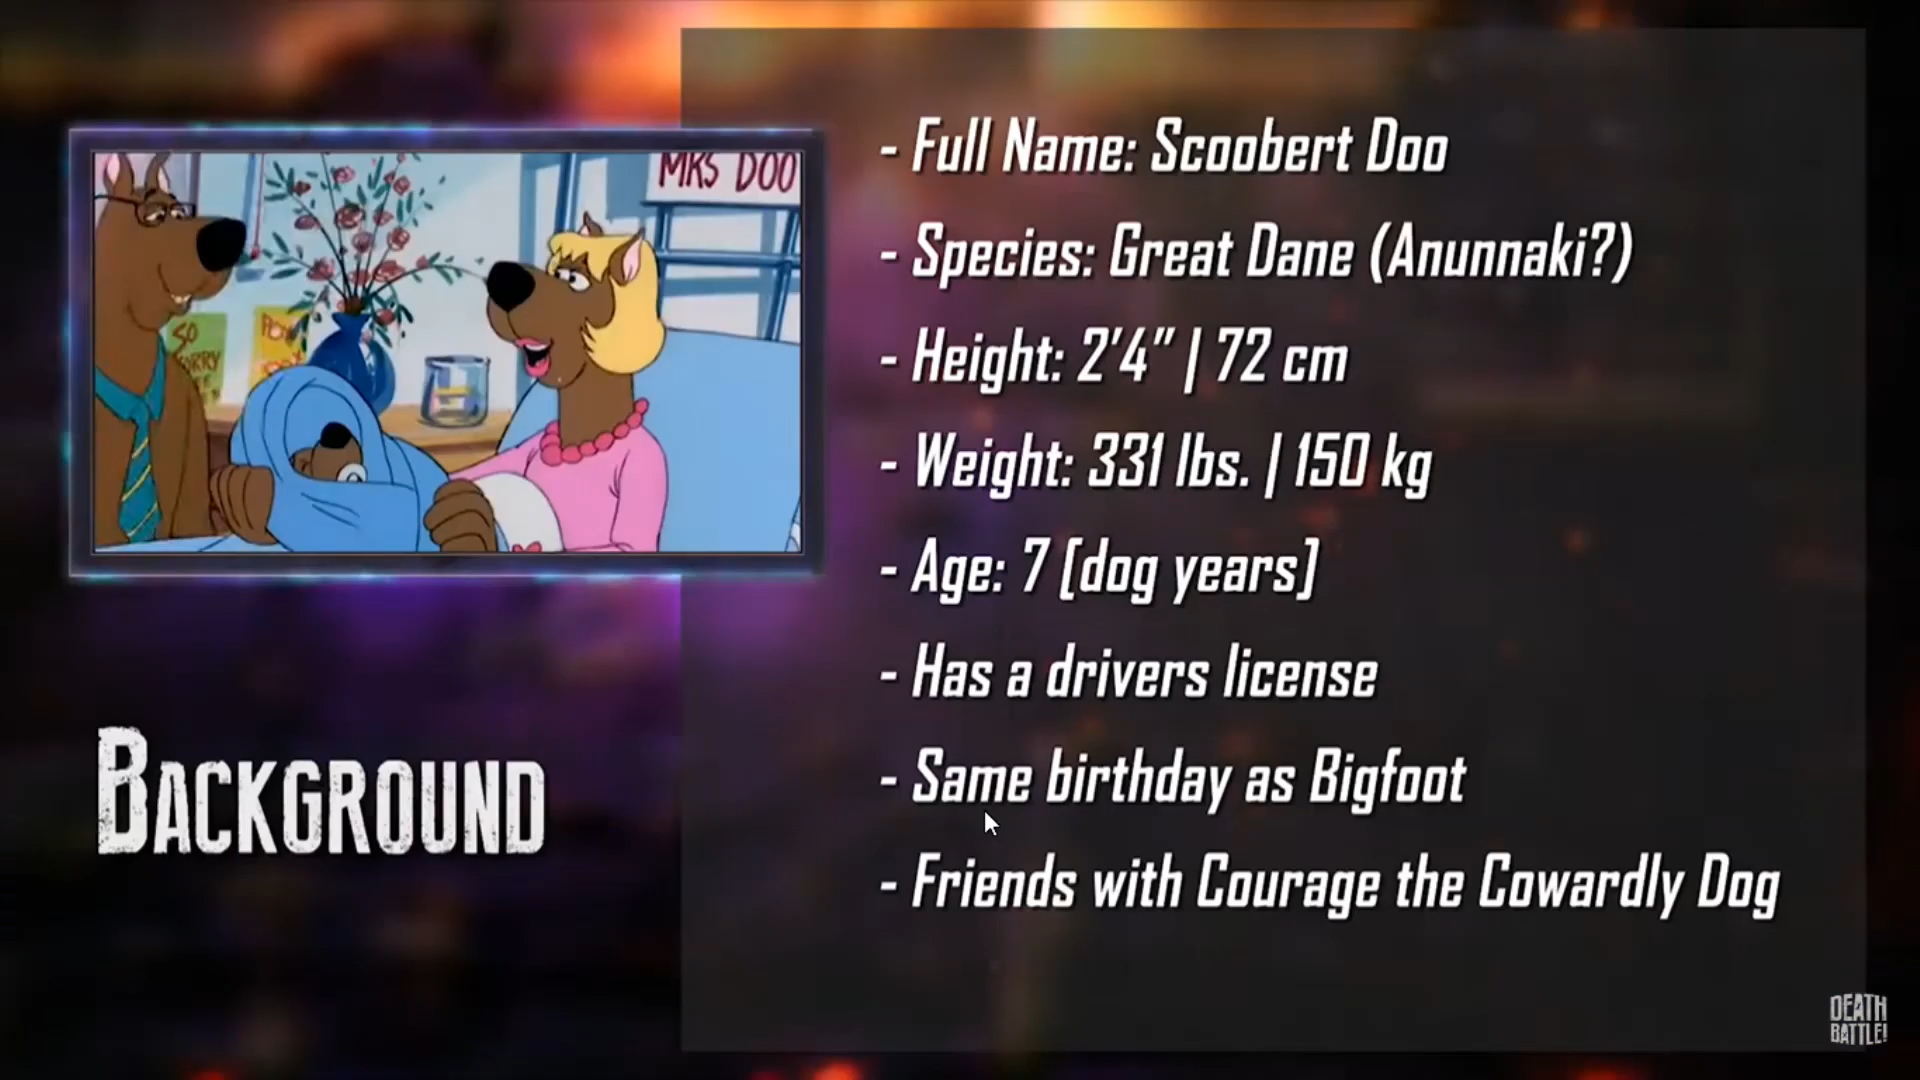 MRS DOO
SO
SORRY
- Full Name: Scoobert Doo
- Species: Great Dane (Anunnaki?)
- Height: 2'4" | 72 cm
- Weight: 331 lbs. | 150 kg
- Age: 7 [dog years]
- Has a drivers license
- Same birthday as Bigfoot
- Friends with Courage the Cowardly Dog
BACKGROUND
DEATH
BATTLE!